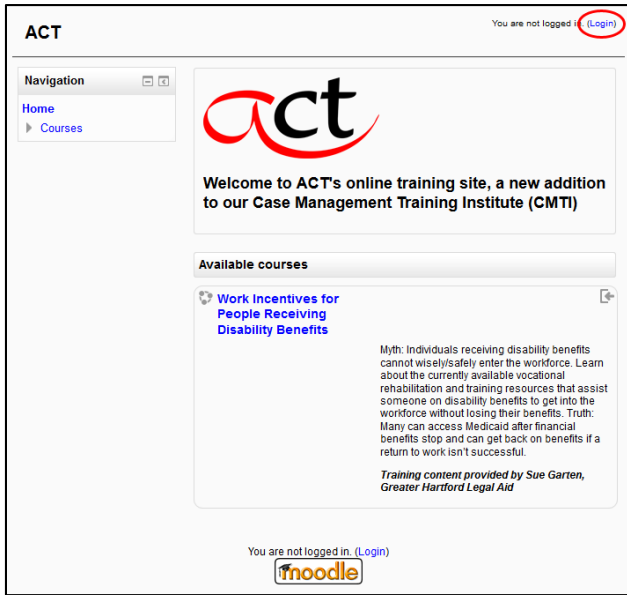 ACT
You are not logged in. (Login)
Navigation
Home
Courses
act
Welcome to ACT's online training site, a new addition
to our Case Management Training Institute (CMTI)
Available courses
Work Incentives for
People Receiving
Disability Benefits
Myth: Individuals receiving disability benefits
cannot wisely/safely enter the workforce. Learn
about the currently available vocational
rehabilitation and training resources that assist
someone on disability benefits to get into the
workforce without losing their benefits. Truth:
Many can access Medicaid after financial
benefits stop and can get back on benefits if a
return to work isn't successful.
Training content provided by Sue Garten,
Greater Hartford Legal Aid
You are not logged in. (Login)
moodle